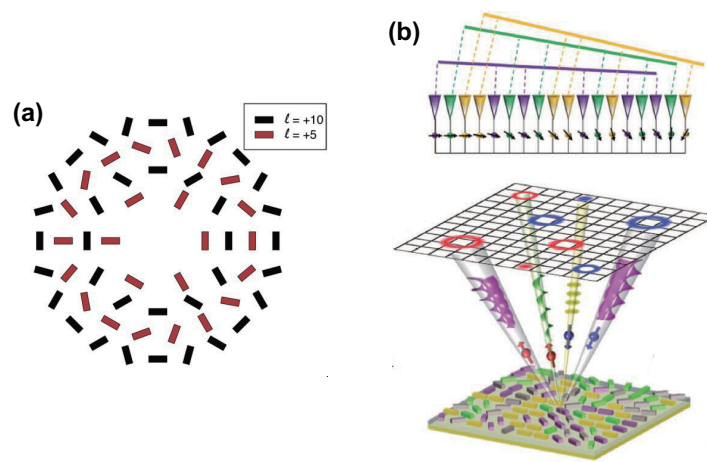 (a)
ℓ = +10
ℓ = +5
(b)